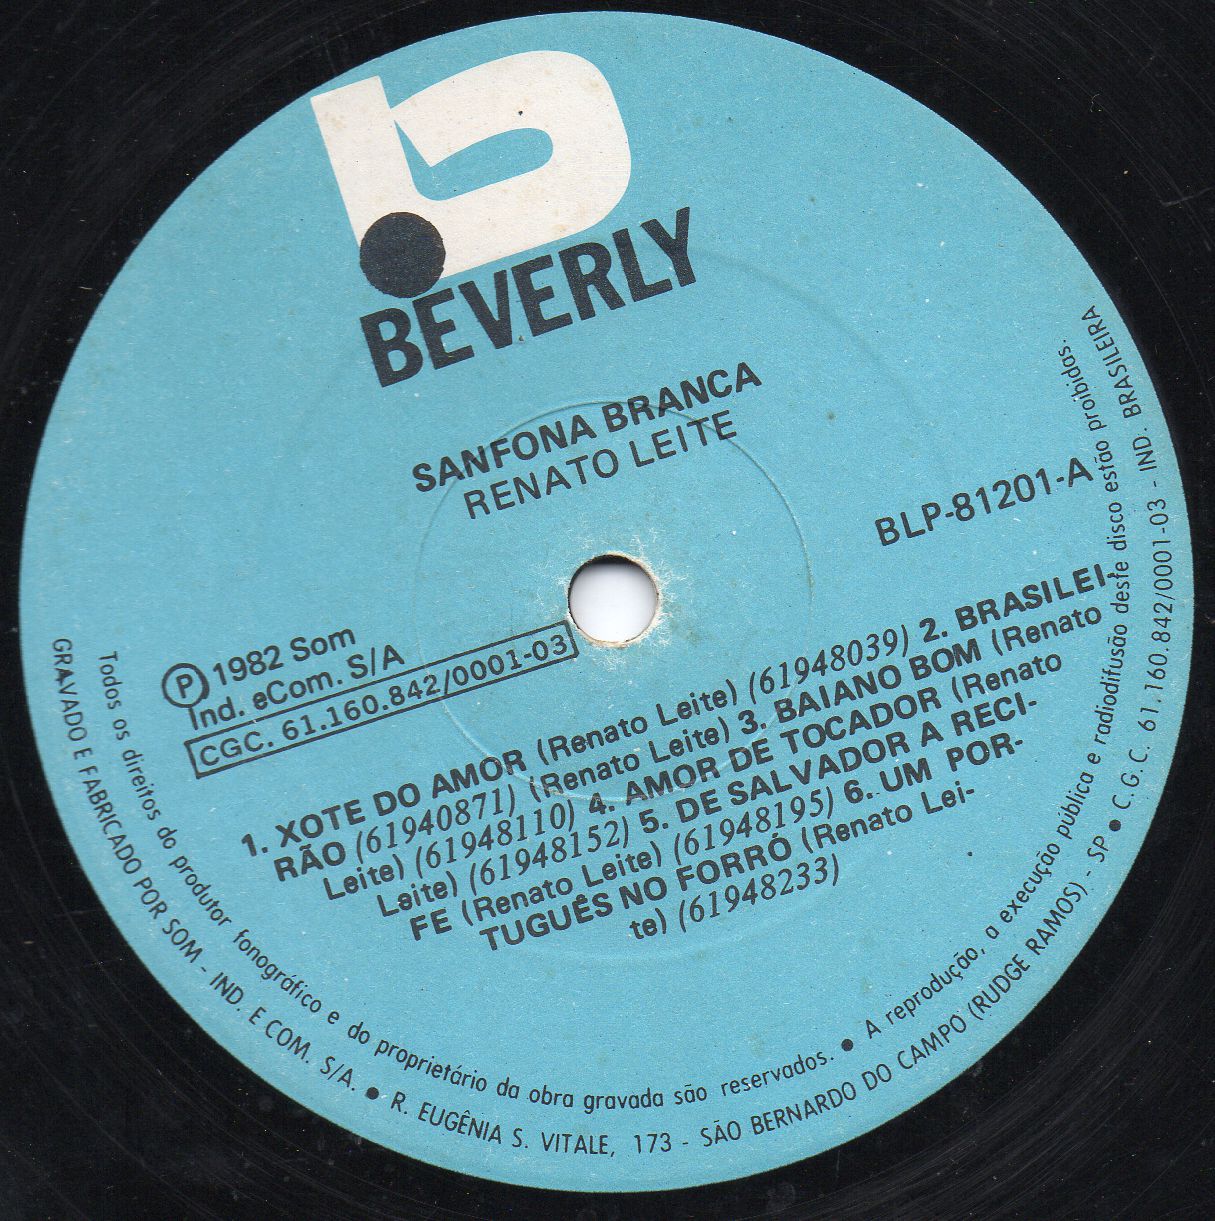 b
BEVERLY
SANFONA BRANCA
RENATO LEITE
BLP-81201-A
Ⓟ 1982 Som
Ind. eCom. S/A
CGC. 61.160.842/0001-03
1. XOTE DO AMOR (Renato Leite) (61948039) 2. BRASILEI-
RÃO (61940871) (Renato Leite) 3. BAIANO BOM (Renato
Leite) (61948110) 4. AMOR DE TOCADOR (Renato
Leite) (61948152) 5. DE SALVADOR A RECI-
FE (Renato Leite) (61948195) 6. UM POR-
TUGUÊS NO FORRÓ (Renato Lei-
te) (61948233)
Todos os direitos do produtor fonográfico e do proprietário da obra gravada são reservados. ● A reprodução, a execução pública e radiodifusão deste disco estão proibidas.
GRAVADO E FABRICADO POR SOM - IND. E COM. S/A. ● R. EUGÊNIA S. VITALE, 173 - SÃO BERNARDO DO CAMPO (RUDGE RAMOS) - SP ● C.G.C. 61.160.842/0001-03 - IND. BRASILEIRA